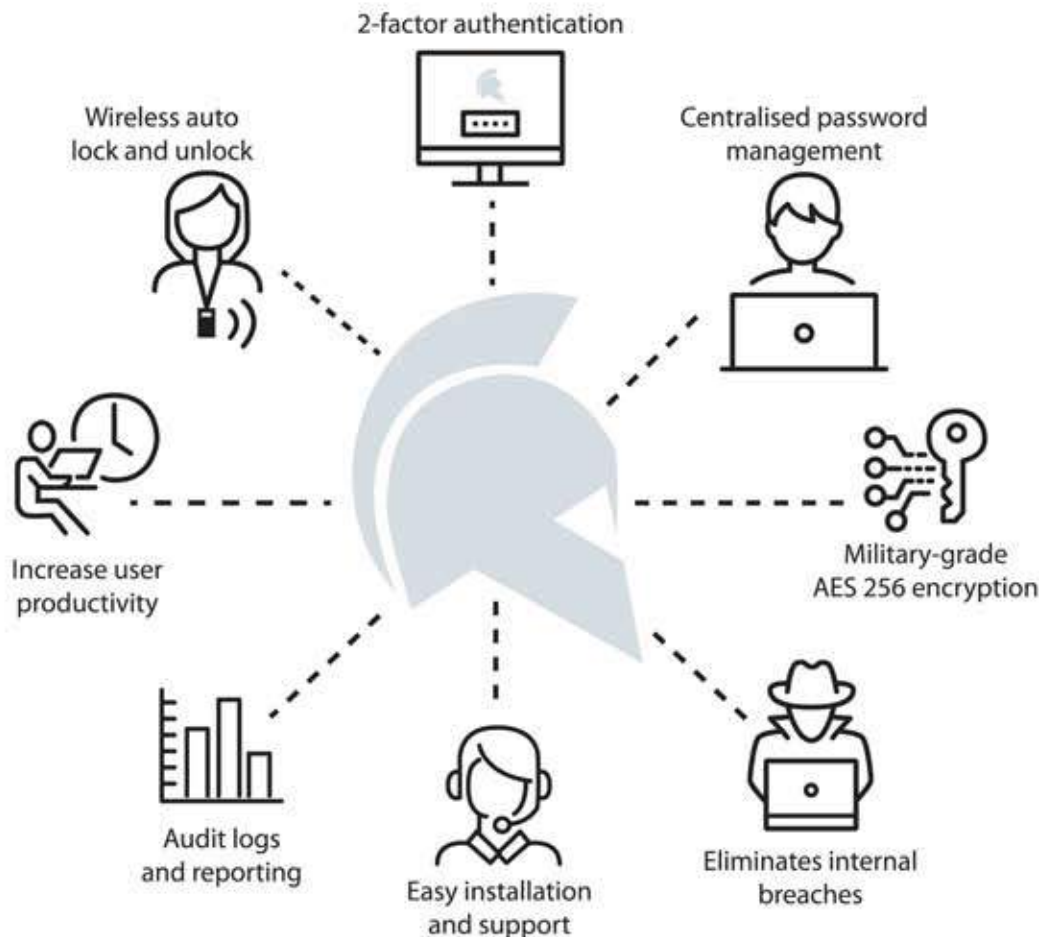 2-factor authentication
Wireless auto
lock and unlock
Centralised password
management
Increase user
productivity
Military-grade
AES 256 encryption
Audit logs
and reporting
Easy installation
and support
Eliminates internal
breaches